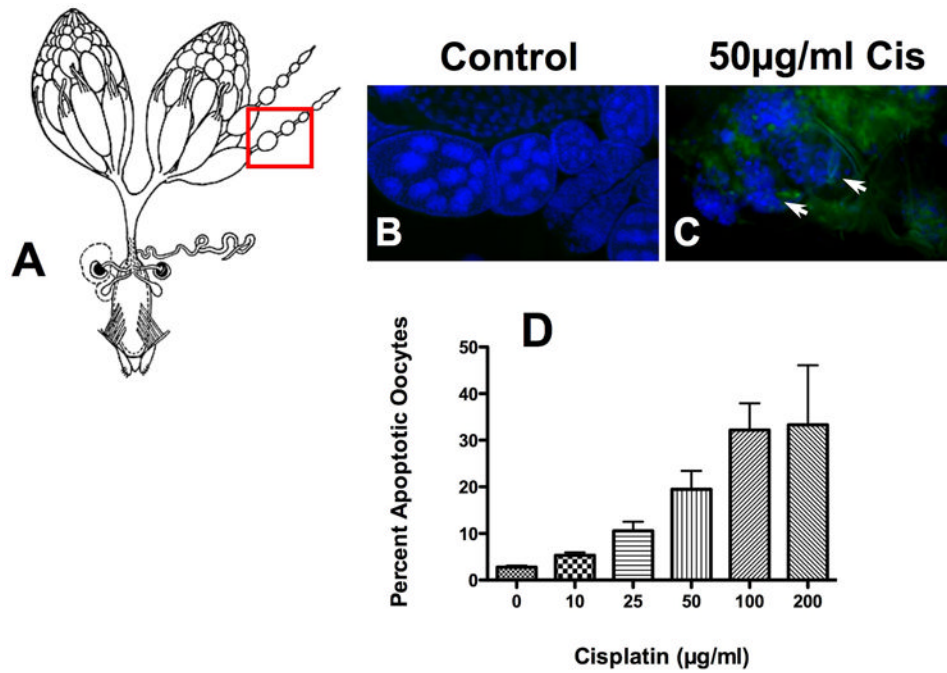 A
Control
50µg/ml Cis
B
C
D
Percent Apoptotic Oocytes
50
40
30
20
10
0
0 10 25 50 100 200
Cisplatin (µg/ml)